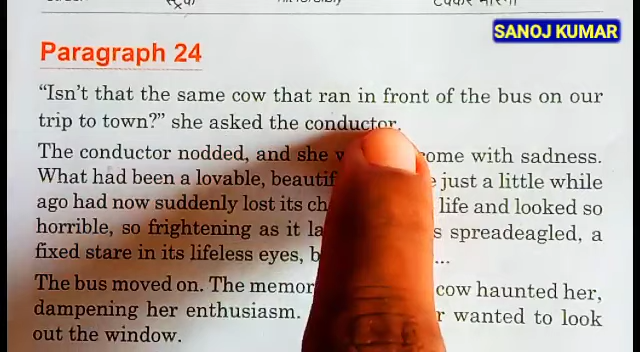 स्ट्रक
SANOJ KUMAR
Paragraph 24
“Isn’t that the same cow that ran in front of the bus on our
trip to town?” she asked the conductor.
The conductor nodded, and she w come with sadness.
What had been a lovable, beautif just a little while
ago had now suddenly lost its ch life and looked so
horrible, so frightening as it la s spreadeagled, a
fixed stare in its lifeless eyes, b ...
The bus moved on. The memor cow haunted her,
dampening her enthusiasm. r wanted to look
out the window.